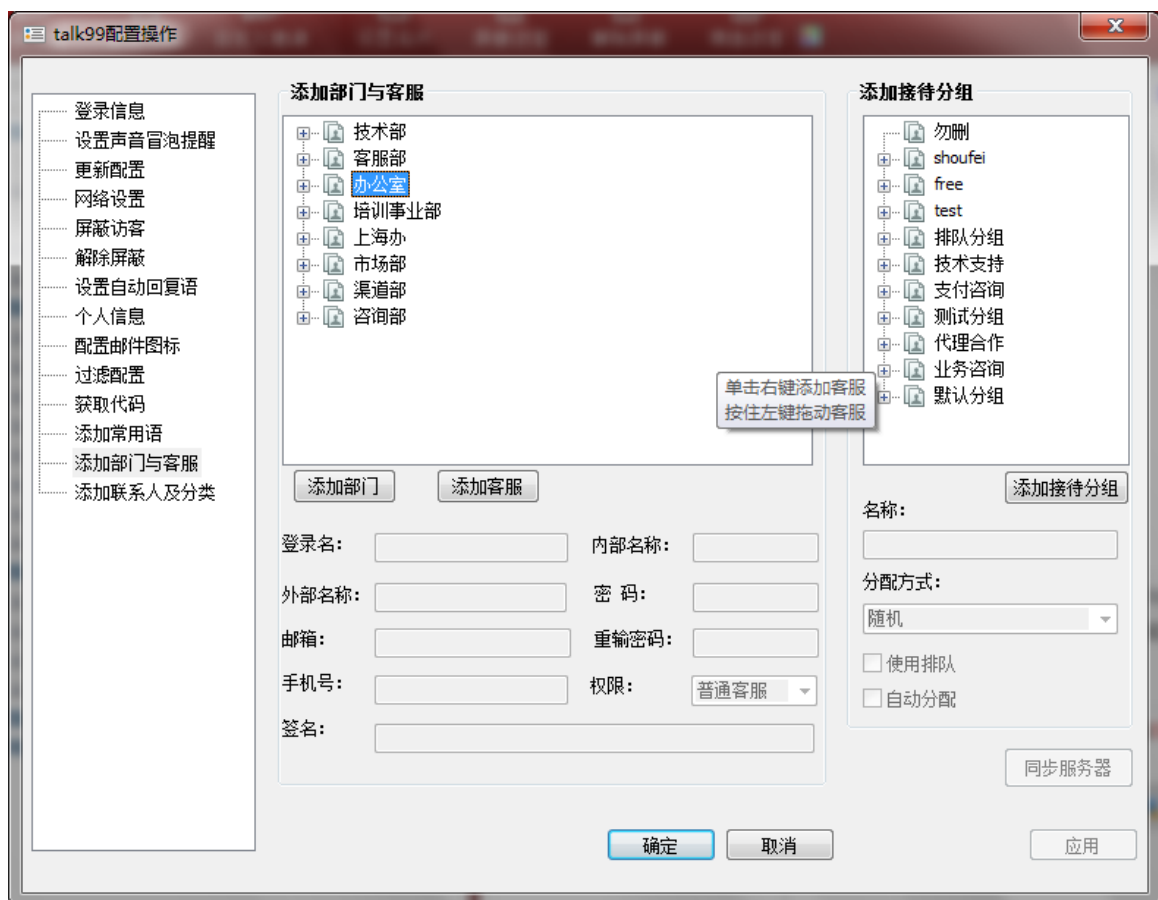 talk99配置操作
登录信息
设置声音冒泡提醒
更新配置
网络设置
屏蔽访客
解除屏蔽
设置自动回复语
个人信息
配置邮件图标
过滤配置
获取代码
添加常用语
添加部门与客服
添加联系人及分类
添加部门与客服
技术部
客服部
办公室
培训事业部
上海办
市场部
渠道部
咨询部
单击右键添加客服
按住左键拖动客服
添加部门
添加客服
登录名：
内部名称：
外部名称：
密 码：
邮箱：
重输密码：
手机号：
权限：
普通客服
签名：
添加接待分组
勿删
shoufei
free
test
排队分组
技术支持
支付咨询
测试分组
代理合作
业务咨询
默认分组
添加接待分组
名称：
分配方式：
随机
使用排队
自动分配
同步服务器
确定
取消
应用